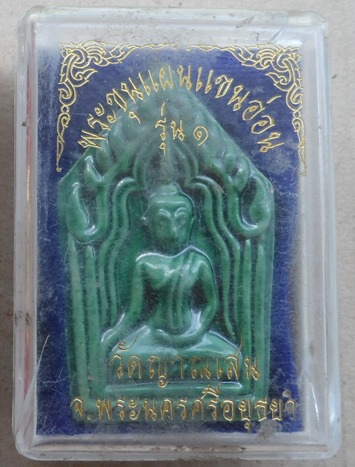 พระขุนแผนแขนอ่อน
รุ่น ๑
วัดญาณเสน
จ.พระนครศรีอยุธยา